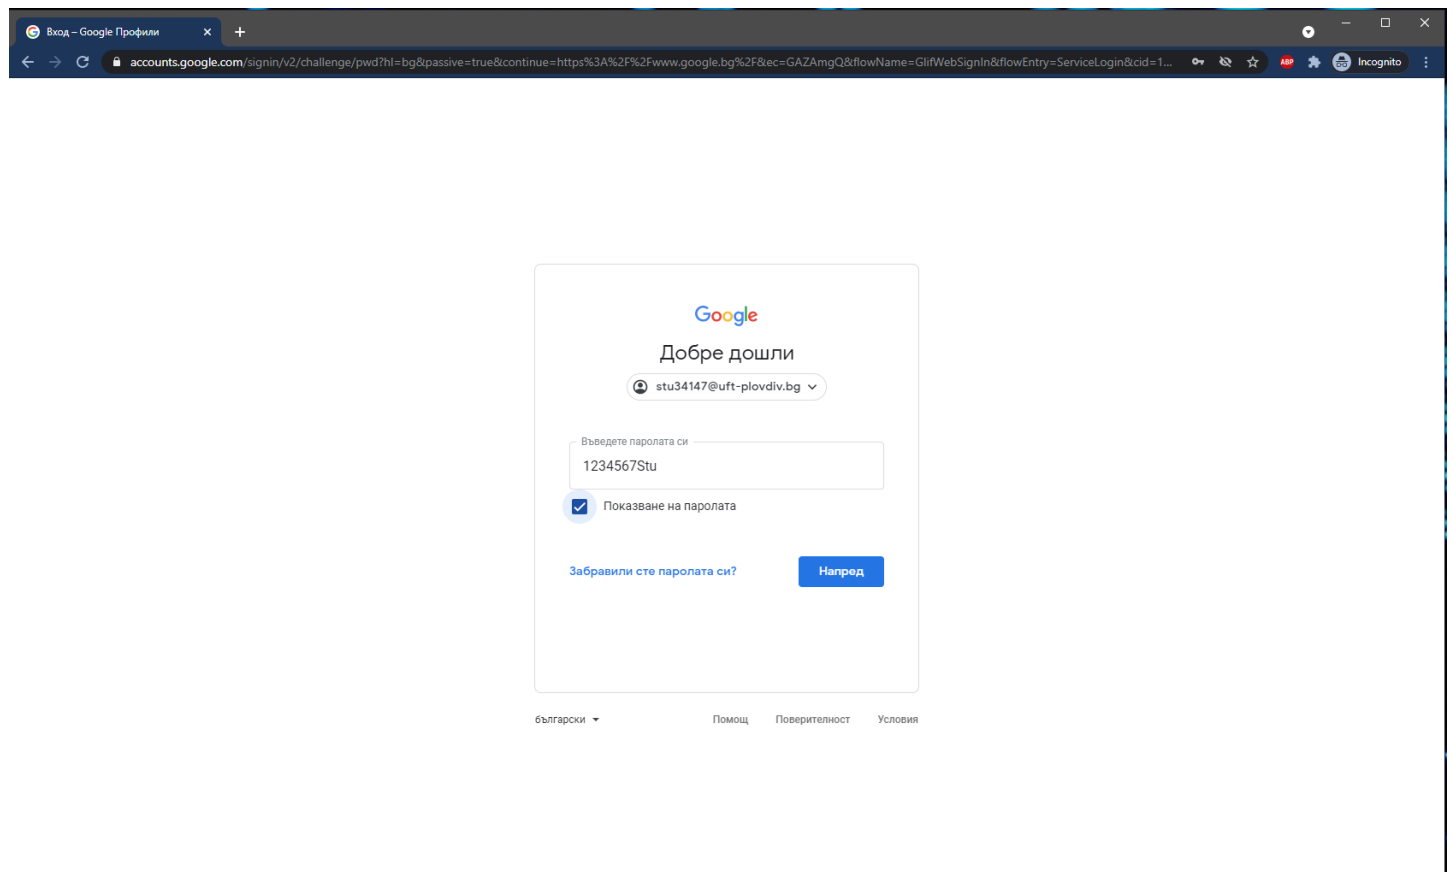 Вход – Google Профили
accounts.google.com/signin/v2/challenge/pwd?hl=bg&passive=true&continue=https%3A%2F%2Fwww.google.bg%2F&ec=GAZAmgQ&flowName=GlifWebSignIn&flowEntry=ServiceLogin&cid=1...
ABP
Incognito
Google
Добре дошли
stu34147@uft-plovdiv.bg
Въведете паролата си
1234567Stu
Показване на паролата
Забравили сте паролата си?
Напред
български
Помощ Поверителност Условия